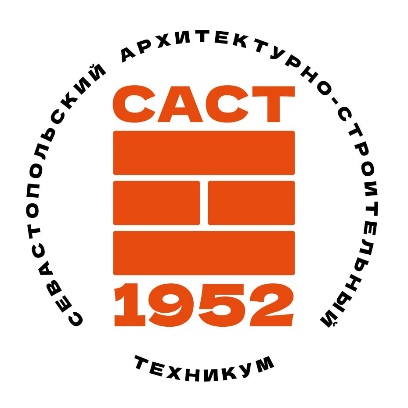 СЕВАСТОПОЛЬСКИЙ АРХИТЕКТУРНО-СТРОИТЕЛЬНЫЙ
САСТ
1952
ТЕХНИКУМ